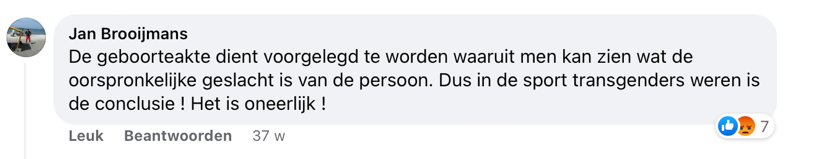 Jan Brooijmans
De geboorteakte dient voorgelegd te worden waaruit men kan zien wat de
oorspronkelijke geslacht is van de persoon. Dus in de sport transgenders weren is
de conclusie ! Het is oneerlijk !
Leuk Beantwoorden 37 w 7